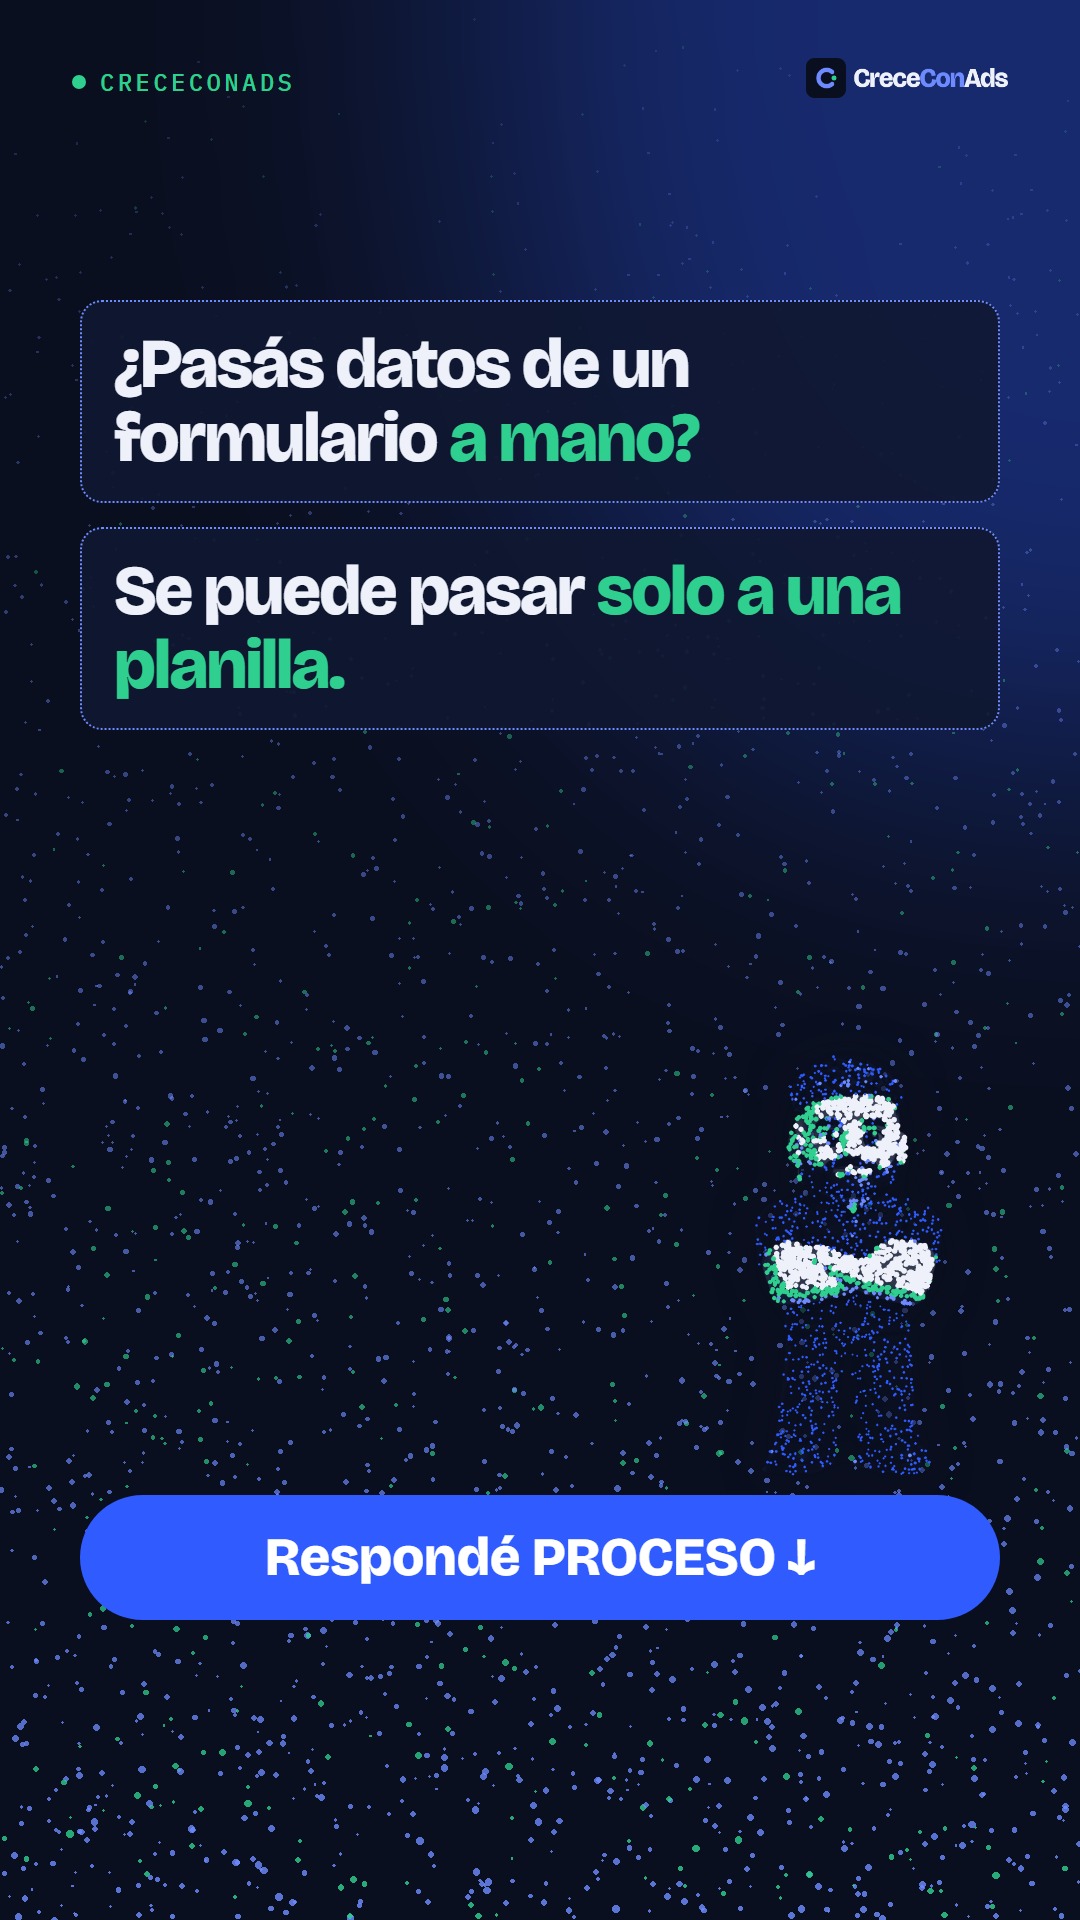 CRECECONADS
CreceConAds
¿Pasás datos de un
formulario a mano?
Se puede pasar solo a una
planilla.
Respondé PROCESO ↓